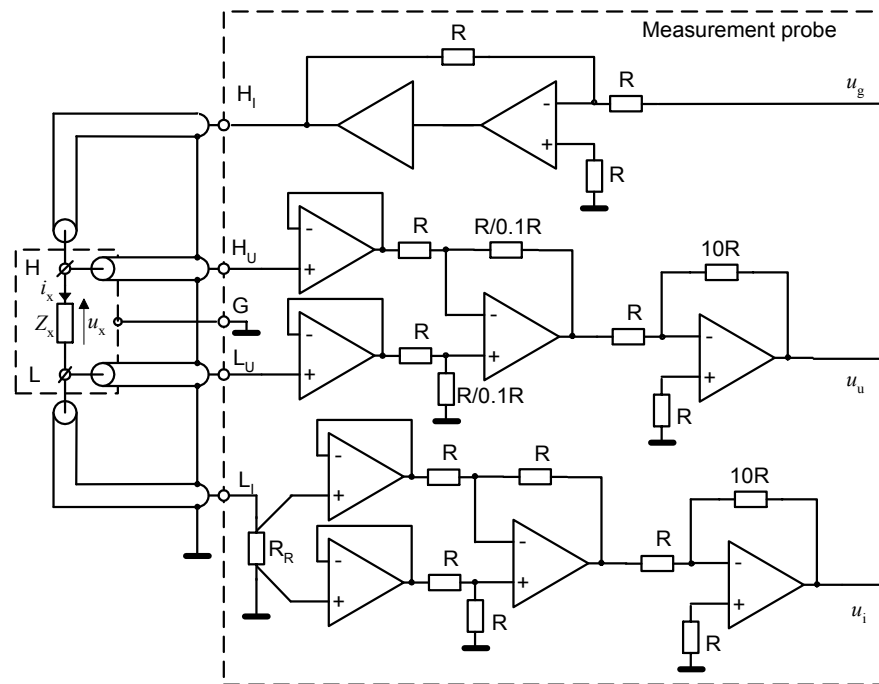 Measurement probe
R
R
u_g
H_I
R
H_U
R
R/0.1R
10R
H
i_x
Z_x
u_x
G
R
R
L
L_U
u_u
R/0.1R
R
L_I
R
R
10R
R_R
R
R
R
R
u_i